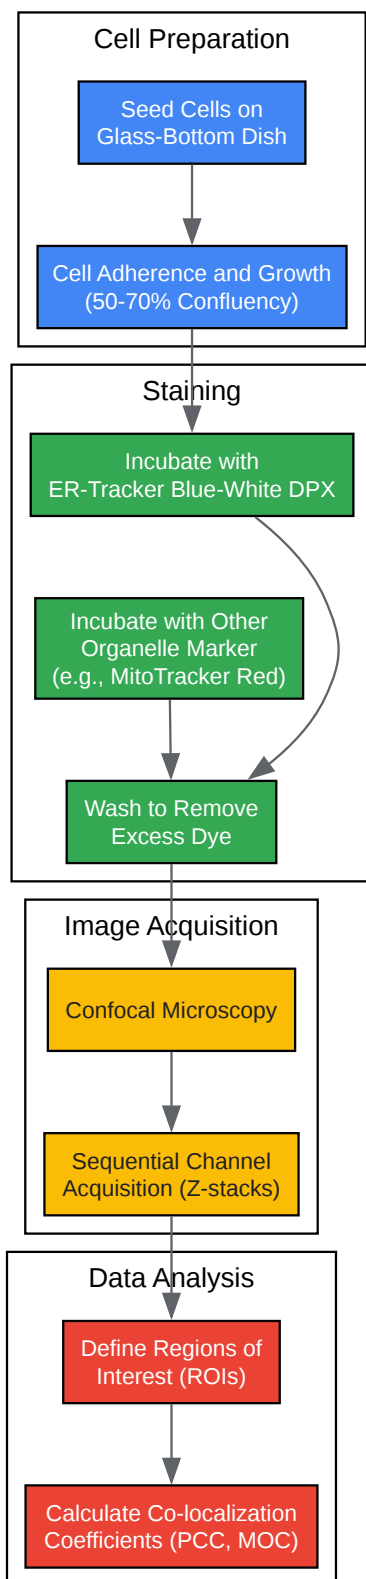 Cell Preparation
Seed Cells on
Glass-Bottom Dish
Cell Adherence and Growth
(50-70% Confluency)
Staining
Incubate with
ER-Tracker Blue-White DPX
Incubate with Other
Organelle Marker
(e.g., MitoTracker Red)
Wash to Remove
Excess Dye
Image Acquisition
Confocal Microscopy
Sequential Channel
Acquisition (Z-stacks)
Data Analysis
Define Regions of
Interest (ROIs)
Calculate Co-localization
Coefficients (PCC, MOC)